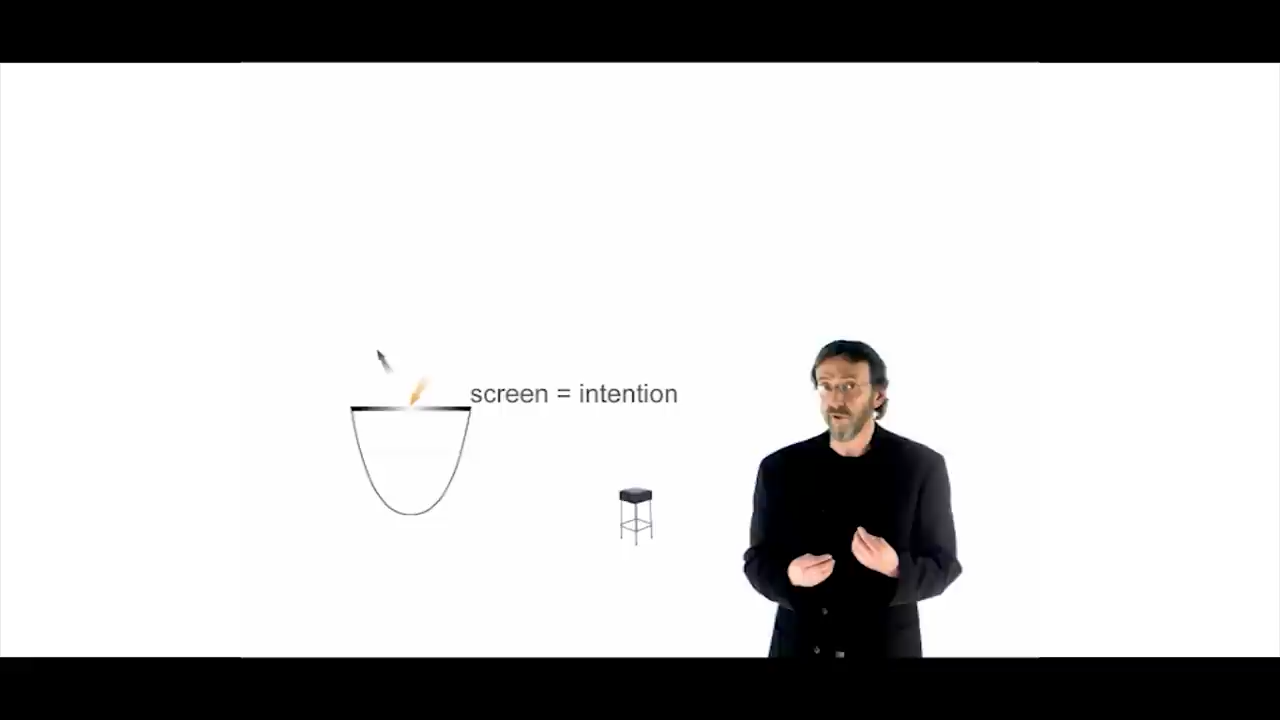 screen = intention